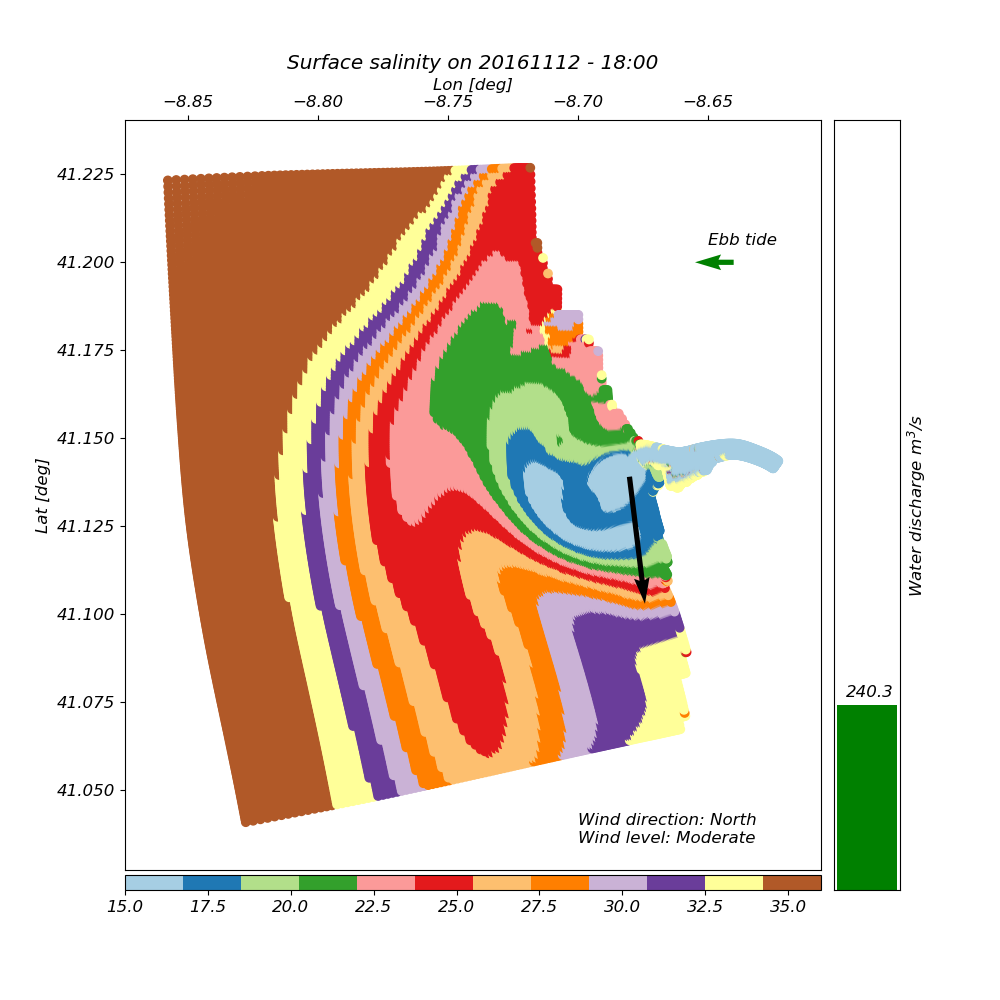 Surface salinity on 20161112 - 18:00
Lon [deg]
−8.85 −8.80 −8.75 −8.70 −8.65
41.225
41.200
41.175
41.150
41.125
41.100
41.075
41.050
Lat [deg]
Ebb tide
Wind direction: North
Wind level: Moderate
15.0 17.5 20.0 22.5 25.0 27.5 30.0 32.5 35.0
240.3
Water discharge m³/s